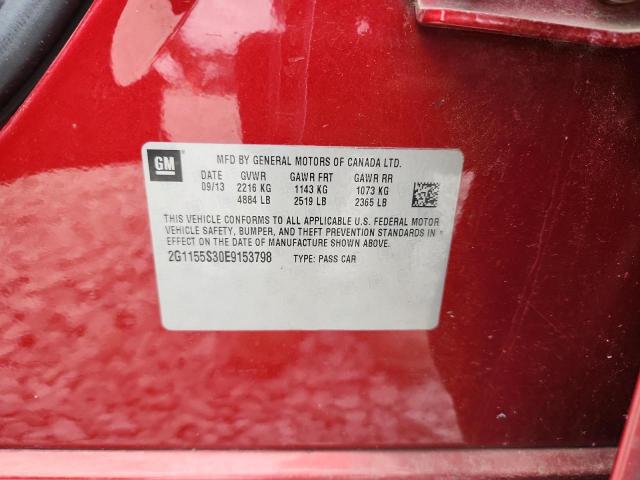 GM
MFD BY GENERAL MOTORS OF CANADA LTD.
DATE GVWR GAWR FRT GAWR RR
09/13 2216 KG 1143 KG 1073 KG
4884 LB 2519 LB 2365 LB
THIS VEHICLE CONFORMS TO ALL APPLICABLE U.S. FEDERAL MOTOR
VEHICLE SAFETY, BUMPER, AND THEFT PREVENTION STANDARDS IN
EFFECT ON THE DATE OF MANUFACTURE SHOWN ABOVE.
2G1155S30E9153798 TYPE: PASS CAR